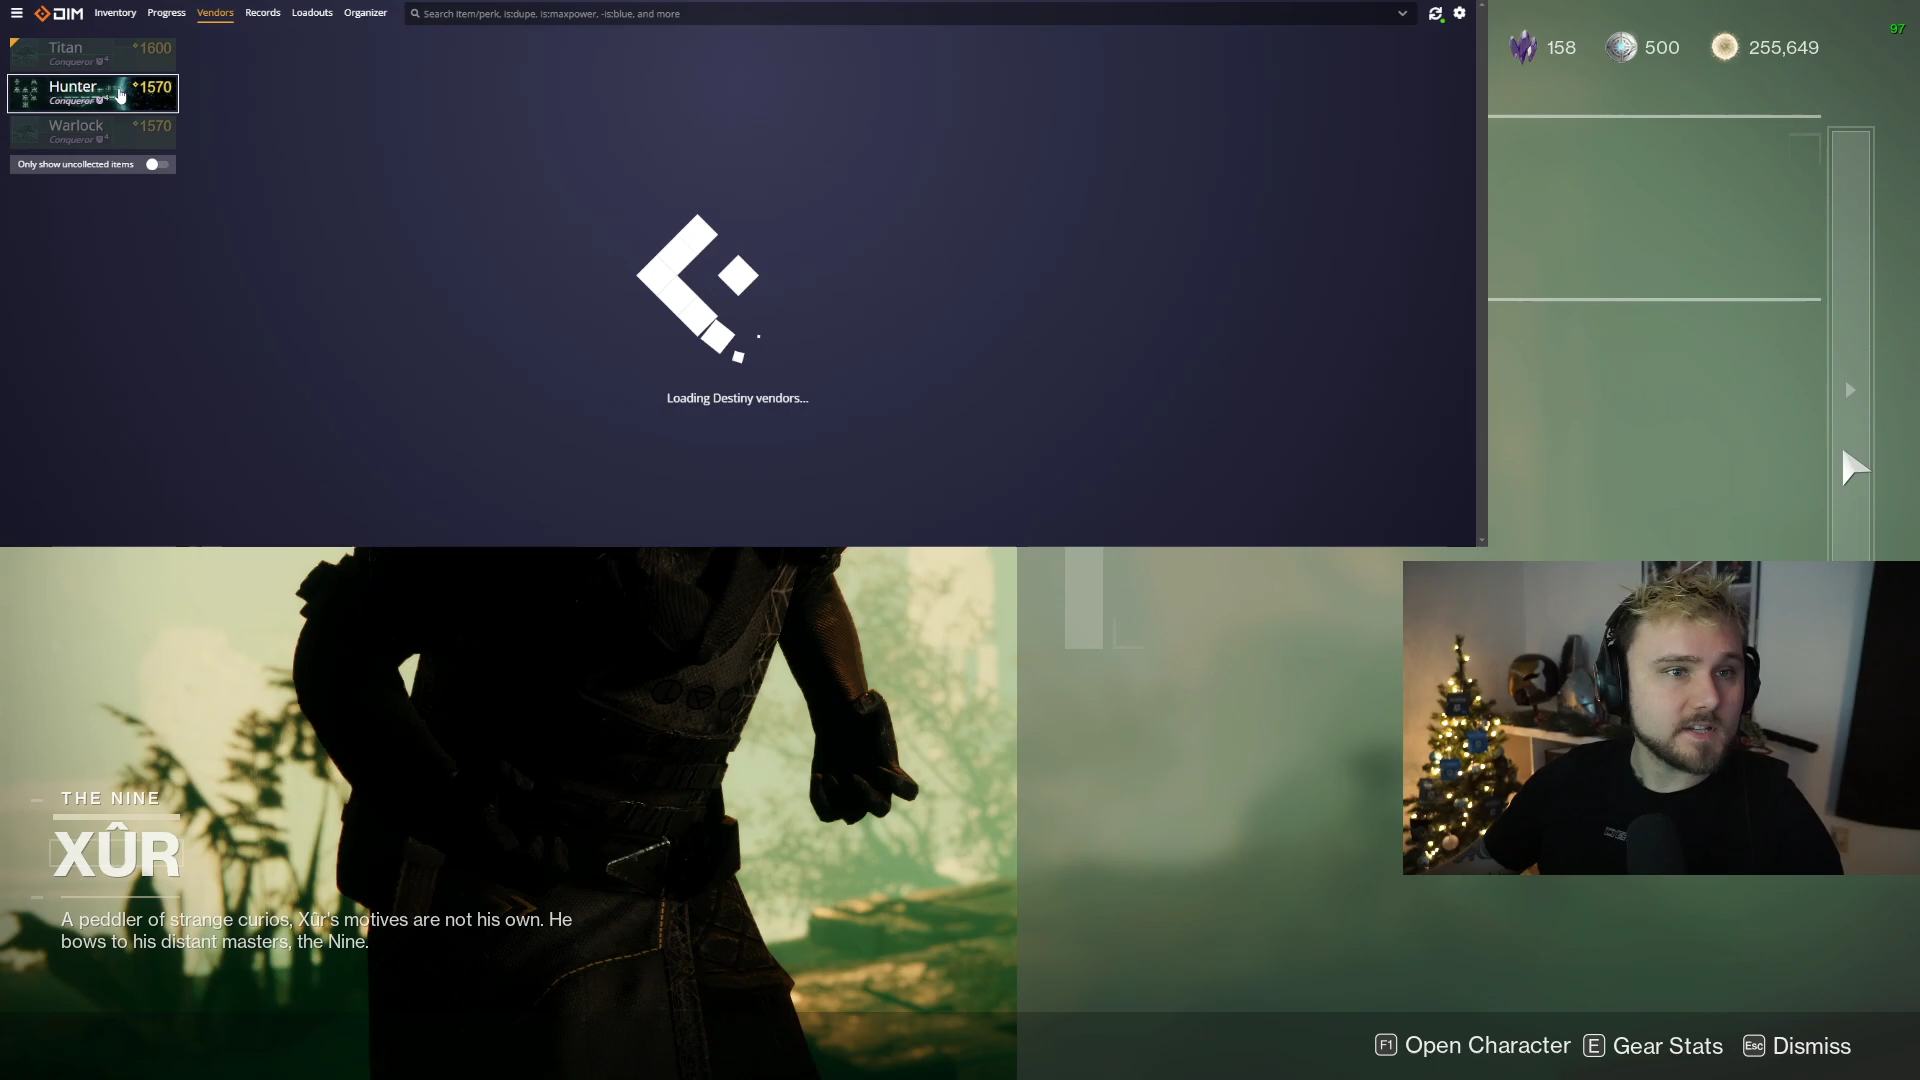 DIM Inventory Progress Vendors Records Loadouts Organizer
Search item/perk, is:dupe, is:maxpower, -is:blue, and more
97
158 500 255,649
Titan 1600
Conqueror 4
Hunter 1570
Conqueror 4
Warlock 1570
Conqueror 4
Only show uncollected items
Loading Destiny vendors...
THE NINE
XÛR
A peddler of strange curios, Xûr's motives are not his own. He
bows to his distant masters, the Nine.
F1 Open Character E Gear Stats Esc Dismiss